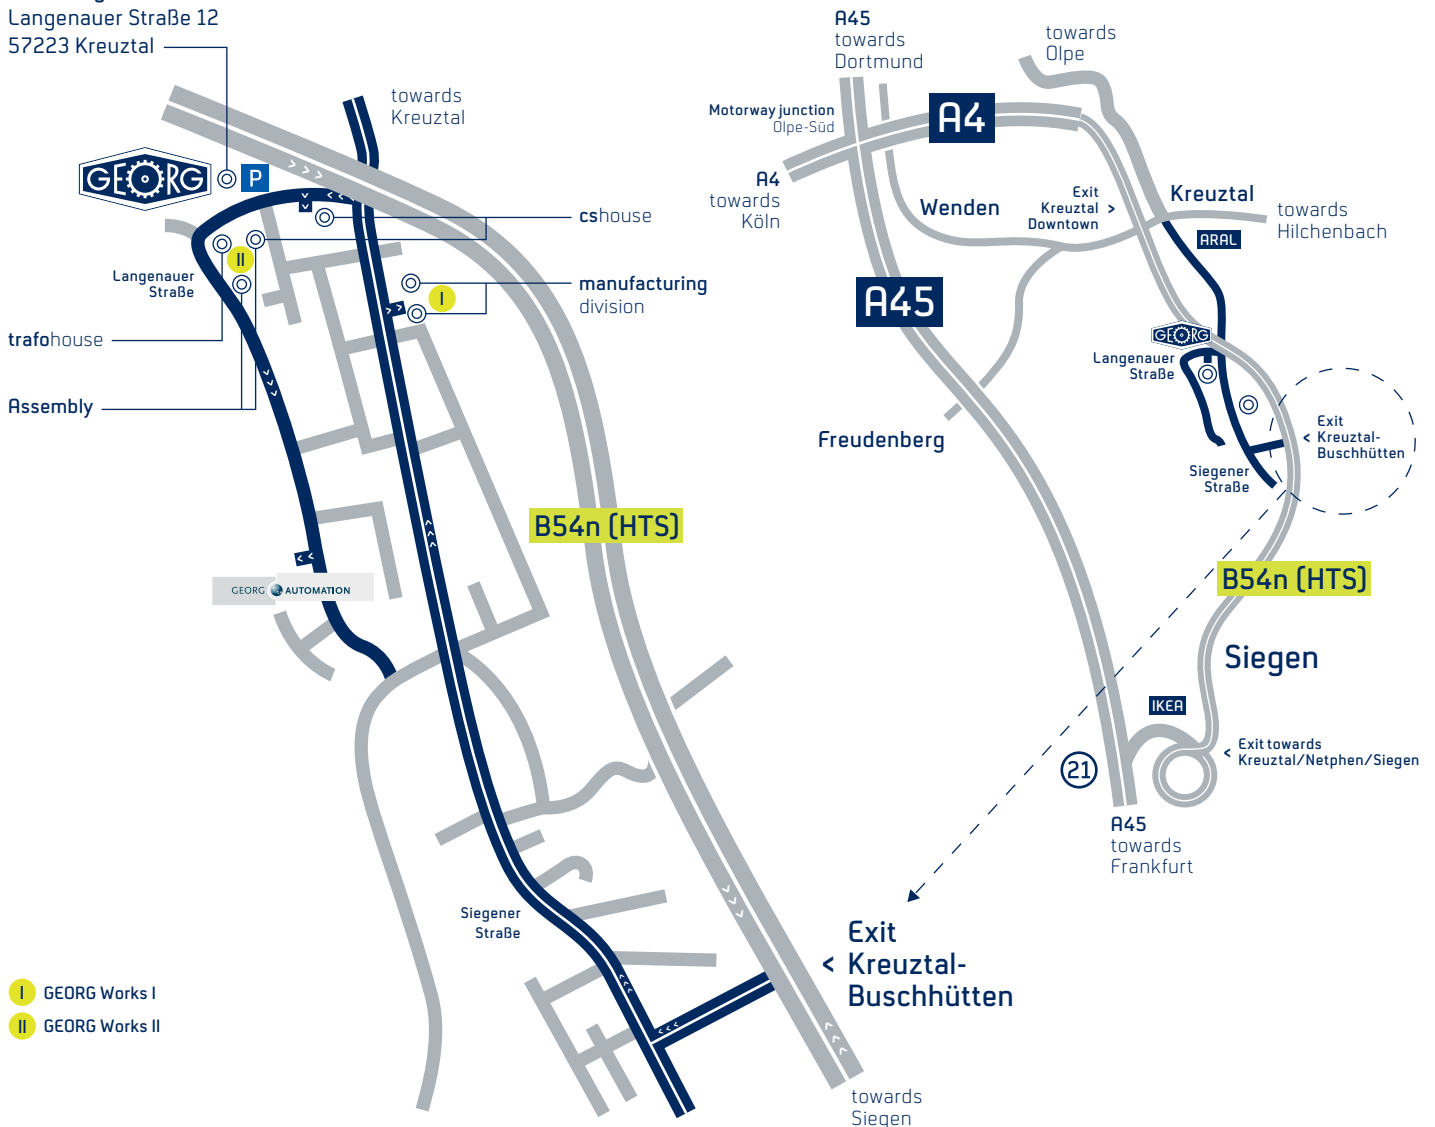 Langenauer Straße 12
57223 Kreuztal
towards
Kreuztal
GEORG
P
cshouse
II
Langenauer
Straße
manufacturing
division
I
trafohouse
Assembly
B54n (HTS)
GEORG AUTOMATION
Siegener
Straße
I GEORG Works I
II GEORG Works II
Exit
< Kreuztal-
Buschhütten
towards
Siegen
A45
towards
Dortmund
towards
Olpe
Motorway junction
Olpe-Süd
A4
A4
towards
Köln
Wenden
Exit
Kreuztal >
Downtown
Kreuztal
towards
Hilchenbach
ARAL
A45
GEORG
Langenauer
Straße
Freudenberg
Exit
< Kreuztal-
Buschhütten
Siegener
Straße
B54n (HTS)
Siegen
IKEA
21
< Exit towards
Kreuztal/Netphen/Siegen
A45
towards
Frankfurt